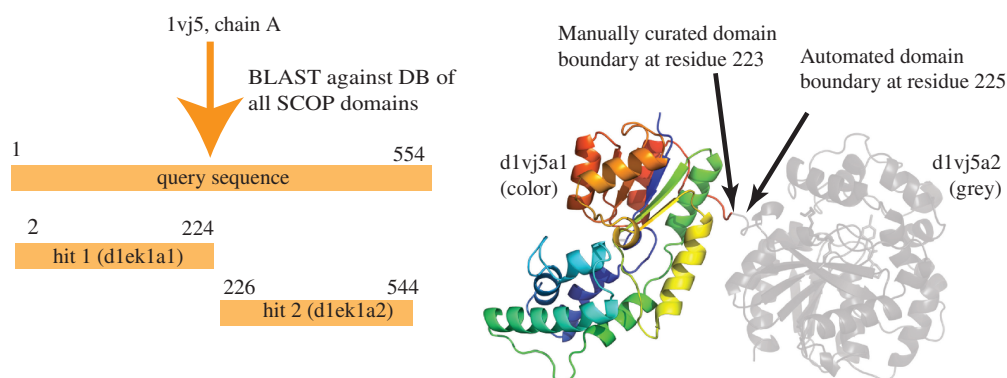 1vj5, chain A
BLAST against DB of
all SCOP domains
1
554
query sequence
2
224
hit 1 (d1ek1a1)
226
544
hit 2 (d1ek1a2)
Manually curated domain
boundary at residue 223
Automated domain
boundary at residue 225
d1vj5a1
(color)
d1vj5a2
(grey)